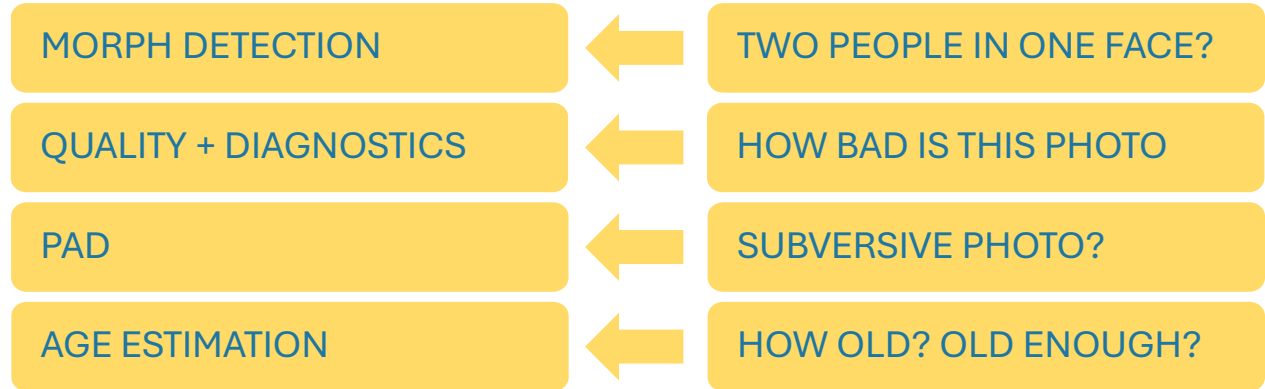 MORPH DETECTION
TWO PEOPLE IN ONE FACE?
QUALITY + DIAGNOSTICS
HOW BAD IS THIS PHOTO
PAD
SUBVERSIVE PHOTO?
AGE ESTIMATION
HOW OLD? OLD ENOUGH?